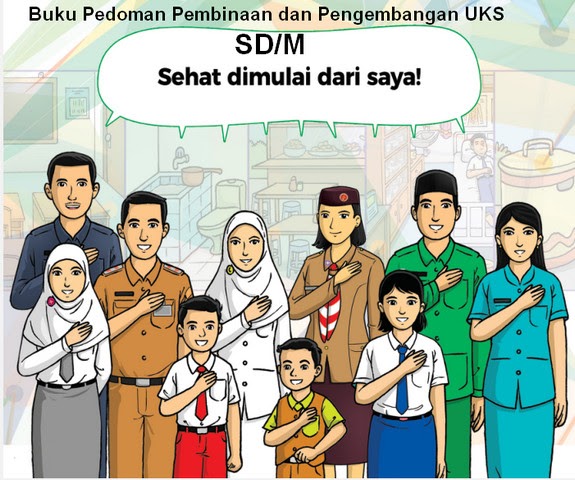 Buku Pedoman Pembinaan dan Pengembangan UKS
SD/M
Sehat dimulai dari saya!